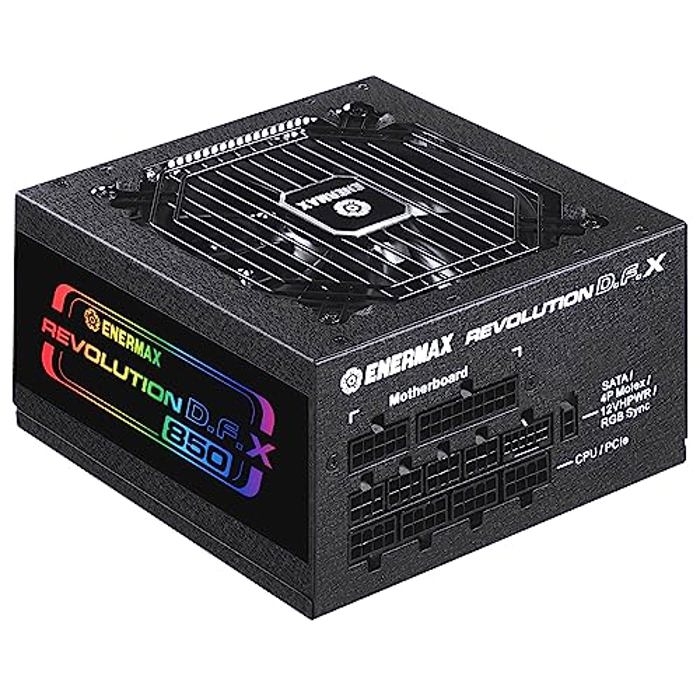 ENERMAX
ENERMAX
REVOLUTION D.F.X
850
ENERMAX REVOLUTION D.F.X
Motherboard
SATA /
4P Molex /
12VHPWR /
RGB Sync
CPU / PCIe